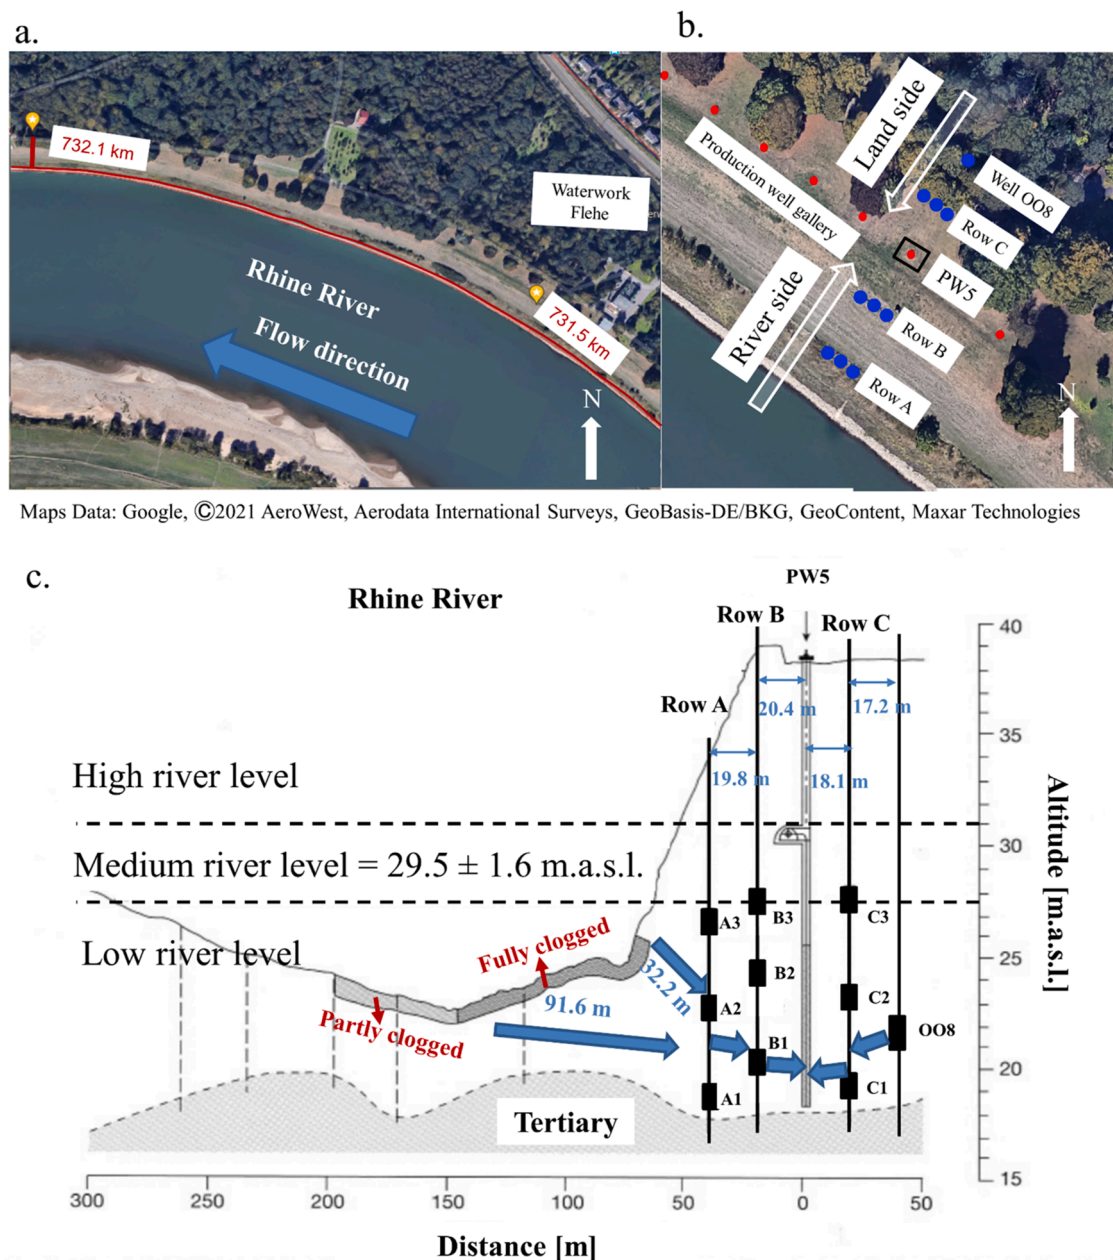 a.
b.
732.1 km
Waterwork
Flehe
Rhine River
Flow direction
731.5 km
N
Land side
Production well gallery
Well OO8
Row C
PW5
River side
Row B
Row A
N
Maps Data: Google, ©2021 AeroWest, Aerodata International Surveys, GeoBasis-DE/BKG, GeoContent, Maxar Technologies
c.
PW5
Rhine River
Row B
Row C
40
Row A
20.4 m
17.2 m
35
19.8 m
18.1 m
High river level
30
Medium river level = 29.5 ± 1.6 m.a.s.l.
Altitude [m.a.s.l.]
A3
B3
C3
Low river level
Fully clogged
25
32.2 m
B2
91.6 m
A2
C2
Partly clogged
OO8
B1
20
A1
C1
Tertiary
15
300
250
200
150
100
50
0
50
Distance [m]